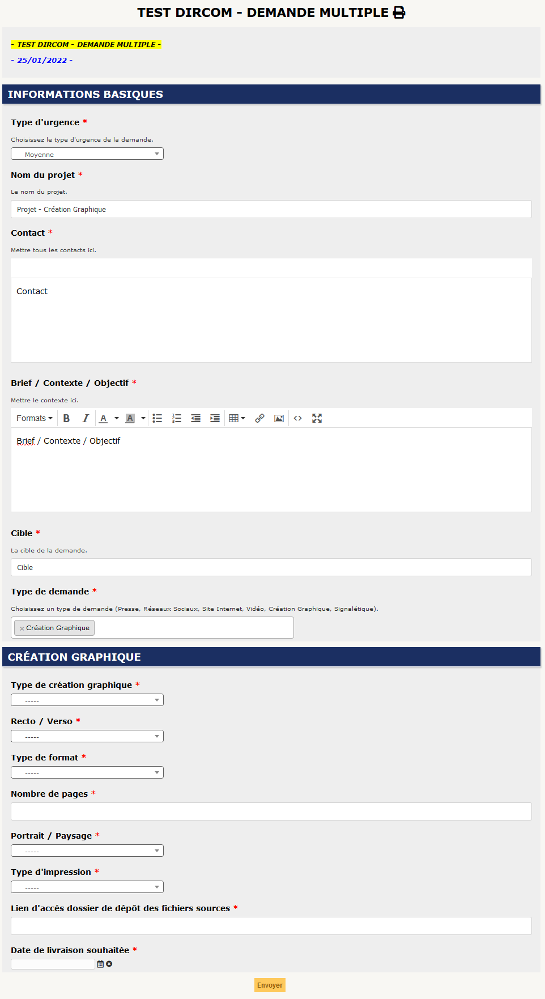 TEST DIRCOM - DEMANDE MULTIPLE
- TEST DIRCOM - DEMANDE MULTIPLE -
- 25/01/2022 -
INFORMATIONS BASIQUES
Type d'urgence *
Choisissez le type d'urgence de la demande.
Moyenne
Nom du projet *
Le nom du projet.
Projet - Création Graphique
Contact *
Mettre tous les contacts ici.
Contact
Brief / Contexte / Objectif *
Mettre le contexte ici.
Formats B I A A
Brief / Contexte / Objectif
Cible *
La cible de la demande.
Cible
Type de demande *
Choisissez un type de demande (Presse, Réseaux Sociaux, Site Internet, Vidéo, Création Graphique, Signalétique).
× Création Graphique
CRÉATION GRAPHIQUE
Type de création graphique *
-----
Recto / Verso *
-----
Type de format *
-----
Nombre de pages *
Portrait / Paysage *
-----
Type d'impression *
-----
Lien d'accés dossier de dépôt des fichiers sources *
Date de livraison souhaitée *
Envoyer